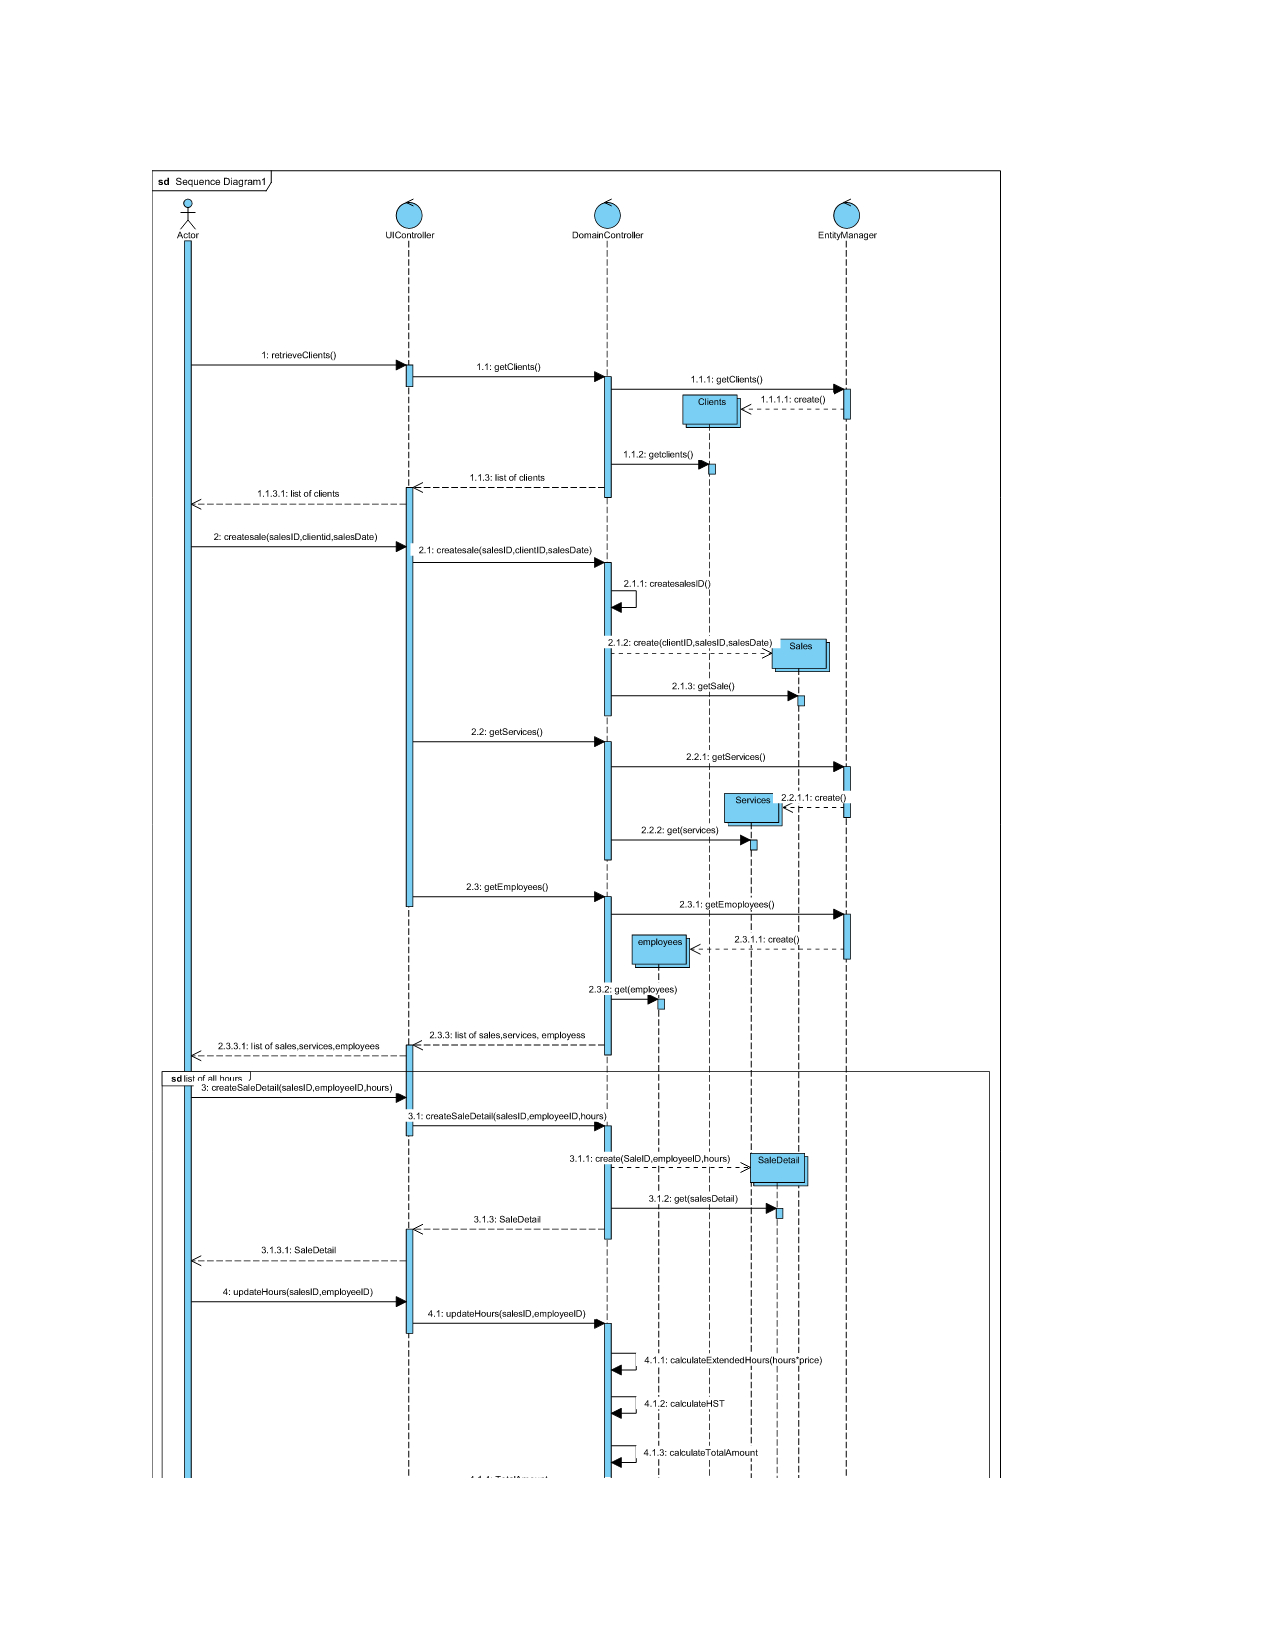 sd Sequence Diagram1
Actor
UIController
DomainController
EntityManager
1: retrieveClients()
1.1: getClients()
1.1.1: getClients()
Clients
1.1.1.1: create()
1.1.2: getclients()
1.1.3: list of clients
1.1.3.1: list of clients
2: createsale(salesID,clientid,salesDate)
2.1: createsale(salesID,clientID,salesDate)
2.1.1: createsalesID()
2.1.2: create(clientID,salesID,salesDate)
Sales
2.1.3: getSale()
2.2: getServices()
2.2.1: getServices()
Services
2.2.1.1: create()
2.2.2: get(services)
2.3: getEmployees()
2.3.1: getEmoployees()
employees
2.3.1.1: create()
2.3.2: get(employees)
2.3.3: list of sales,services, employess
2.3.3.1: list of sales,services,employees
sd list of all hours
3: createSaleDetail(salesID,employeeID,hours)
3.1: createSaleDetail(salesID,employeeID,hours)
3.1.1: create(SaleID,employeeID,hours)
SaleDetail
3.1.2: get(salesDetail)
3.1.3: SaleDetail
3.1.3.1: SaleDetail
4: updateHours(salesID,employeeID)
4.1: updateHours(salesID,employeeID)
4.1.1: calculateExtendedHours(hours*price)
4.1.2: calculateHST
4.1.3: calculateTotalAmount